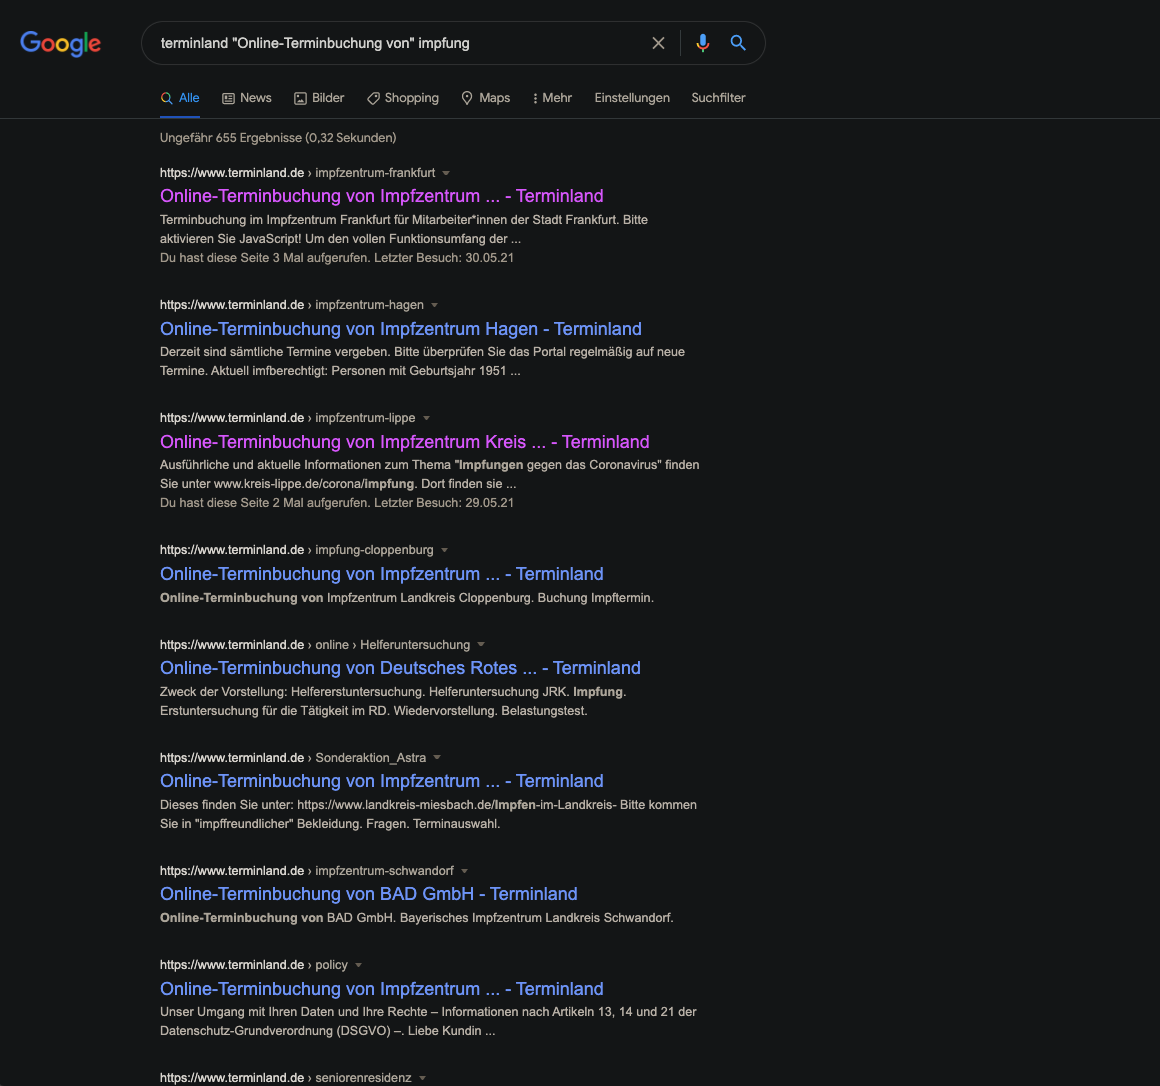 Google
terminland "Online-Terminbuchung von" impfung
Alle News Bilder Shopping Maps Mehr Einstellungen Suchfilter
Ungefähr 655 Ergebnisse (0,32 Sekunden)
https://www.terminland.de › impfzentrum-frankfurt
Online-Terminbuchung von Impfzentrum ... - Terminland
Terminbuchung im Impfzentrum Frankfurt für Mitarbeiter*innen der Stadt Frankfurt. Bitte
aktivieren Sie JavaScript! Um den vollen Funktionsumfang der ...
Du hast diese Seite 3 Mal aufgerufen. Letzter Besuch: 30.05.21
https://www.terminland.de › impfzentrum-hagen
Online-Terminbuchung von Impfzentrum Hagen - Terminland
Derzeit sind sämtliche Termine vergeben. Bitte überprüfen Sie das Portal regelmäßig auf neue
Termine. Aktuell imfberechtigt: Personen mit Geburtsjahr 1951 ...
https://www.terminland.de › impfzentrum-lippe
Online-Terminbuchung von Impfzentrum Kreis ... - Terminland
Ausführliche und aktuelle Informationen zum Thema "Impfungen gegen das Coronavirus" finden
Sie unter www.kreis-lippe.de/corona/impfung. Dort finden sie ...
Du hast diese Seite 2 Mal aufgerufen. Letzter Besuch: 29.05.21
https://www.terminland.de › impfung-cloppenburg
Online-Terminbuchung von Impfzentrum ... - Terminland
Online-Terminbuchung von Impfzentrum Landkreis Cloppenburg. Buchung Impftermin.
https://www.terminland.de › online › Helferuntersuchung
Online-Terminbuchung von Deutsches Rotes ... - Terminland
Zweck der Vorstellung: Helfererstuntersuchung. Helferuntersuchung JRK. Impfung.
Erstuntersuchung für die Tätigkeit im RD. Wiedervorstellung. Belastungstest.
https://www.terminland.de › Sonderaktion_Astra
Online-Terminbuchung von Impfzentrum ... - Terminland
Dieses finden Sie unter: https://www.landkreis-miesbach.de/Impfen-im-Landkreis- Bitte kommen
Sie in "impffreundlicher" Bekleidung. Fragen. Terminauswahl.
https://www.terminland.de › impfzentrum-schwandorf
Online-Terminbuchung von BAD GmbH - Terminland
Online-Terminbuchung von BAD GmbH. Bayerisches Impfzentrum Landkreis Schwandorf.
https://www.terminland.de › policy
Online-Terminbuchung von Impfzentrum ... - Terminland
Unser Umgang mit Ihren Daten und Ihre Rechte – Informationen nach Artikeln 13, 14 und 21 der
Datenschutz-Grundverordnung (DSGVO) –. Liebe Kundin ...
https://www.terminland.de › seniorenresidenz